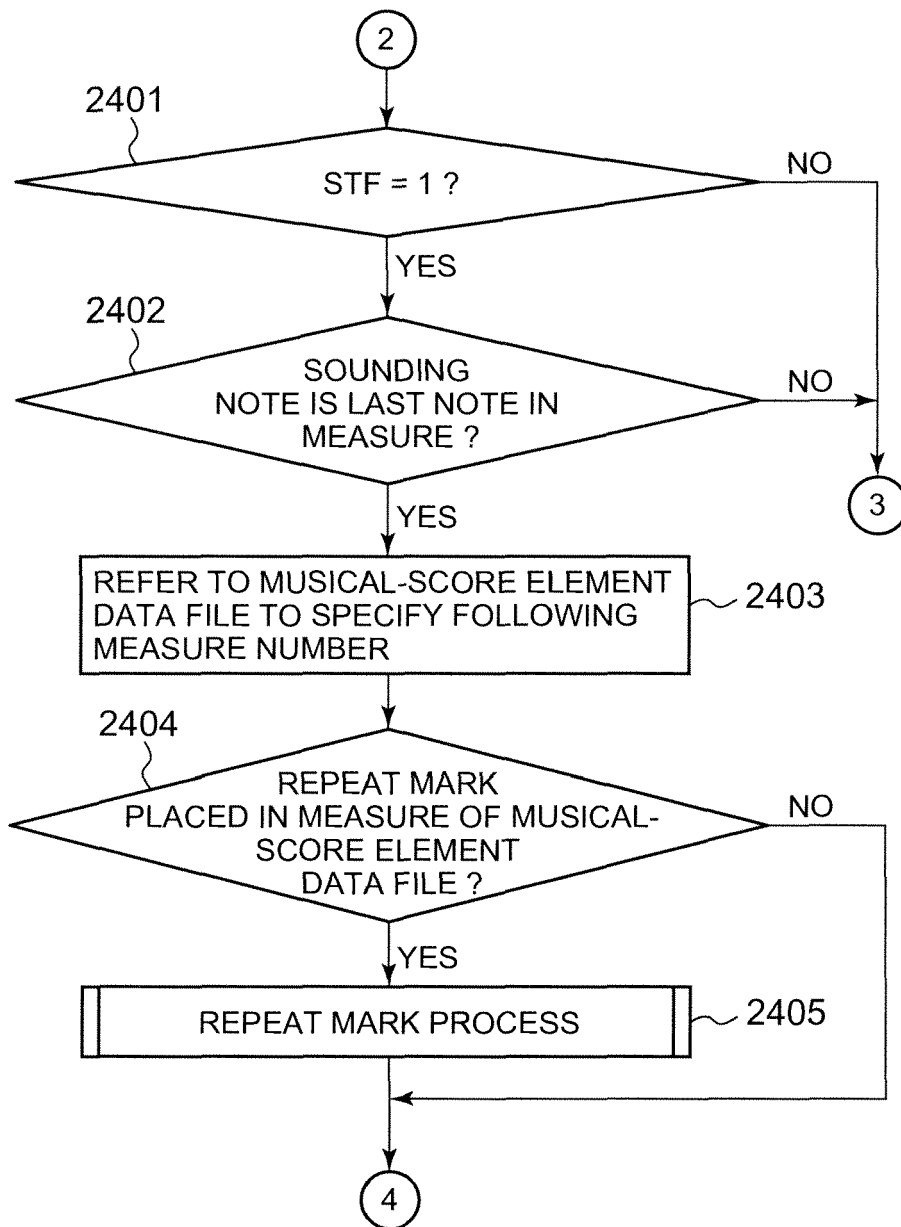 2
2401
STF = 1 ?
NO
YES
2402
SOUNDING
NOTE IS LAST NOTE IN
MEASURE ?
NO
3
YES
REFER TO MUSICAL-SCORE ELEMENT
DATA FILE TO SPECIFY FOLLOWING
MEASURE NUMBER
2403
2404
REPEAT MARK
PLACED IN MEASURE OF MUSICAL-
SCORE ELEMENT
DATA FILE ?
NO
YES
REPEAT MARK PROCESS
2405
4